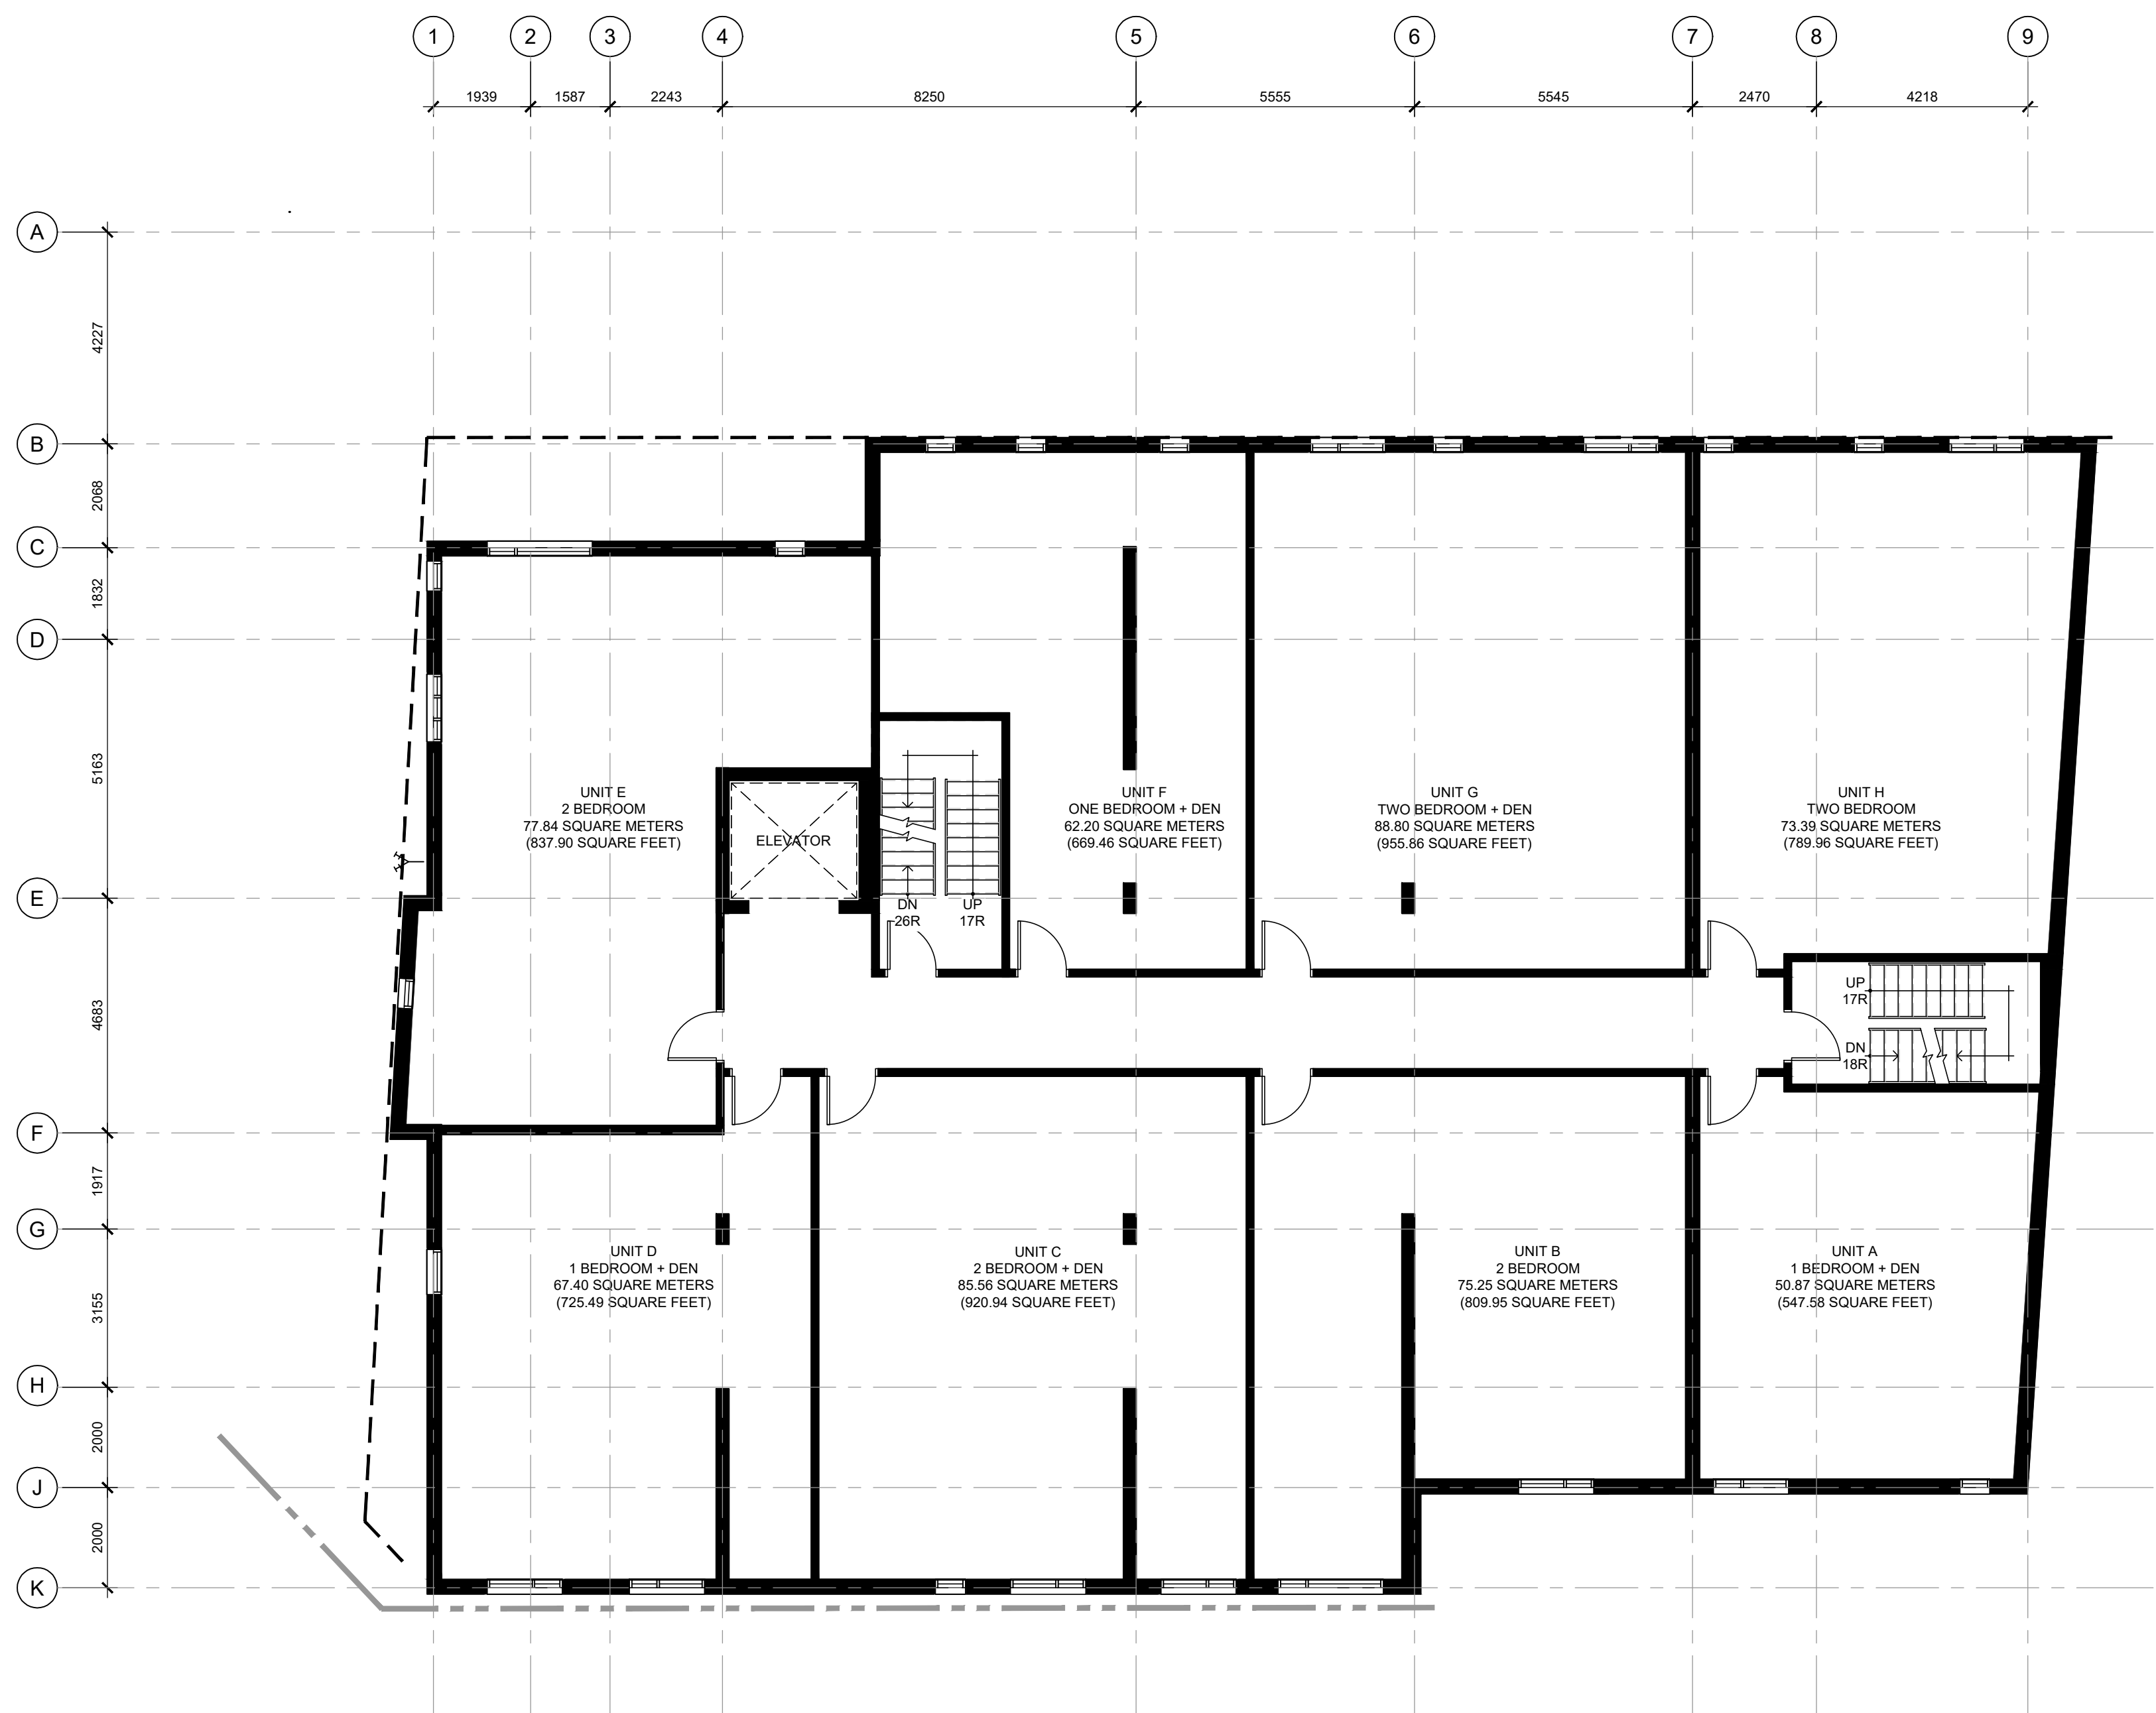 1 2 3 4 5 6 7 8 9
1939 1587 2243 8250 5555 5545 2470 4218
A
4227
B
2068
C
1832
D
5163
E
4683
F
1917
G
3155
H
2000
J
2000
K
UNIT E
2 BEDROOM
77.84 SQUARE METERS
(837.90 SQUARE FEET)
ELEVATOR
DN
26R
UP
17R
UNIT F
ONE BEDROOM + DEN
62.20 SQUARE METERS
(669.46 SQUARE FEET)
UNIT G
TWO BEDROOM + DEN
88.80 SQUARE METERS
(955.86 SQUARE FEET)
UNIT H
TWO BEDROOM
73.39 SQUARE METERS
(789.96 SQUARE FEET)
UP
17R
DN
18R
UNIT D
1 BEDROOM + DEN
67.40 SQUARE METERS
(725.49 SQUARE FEET)
UNIT C
2 BEDROOM + DEN
85.56 SQUARE METERS
(920.94 SQUARE FEET)
UNIT B
2 BEDROOM
75.25 SQUARE METERS
(809.95 SQUARE FEET)
UNIT A
1 BEDROOM + DEN
50.87 SQUARE METERS
(547.58 SQUARE FEET)